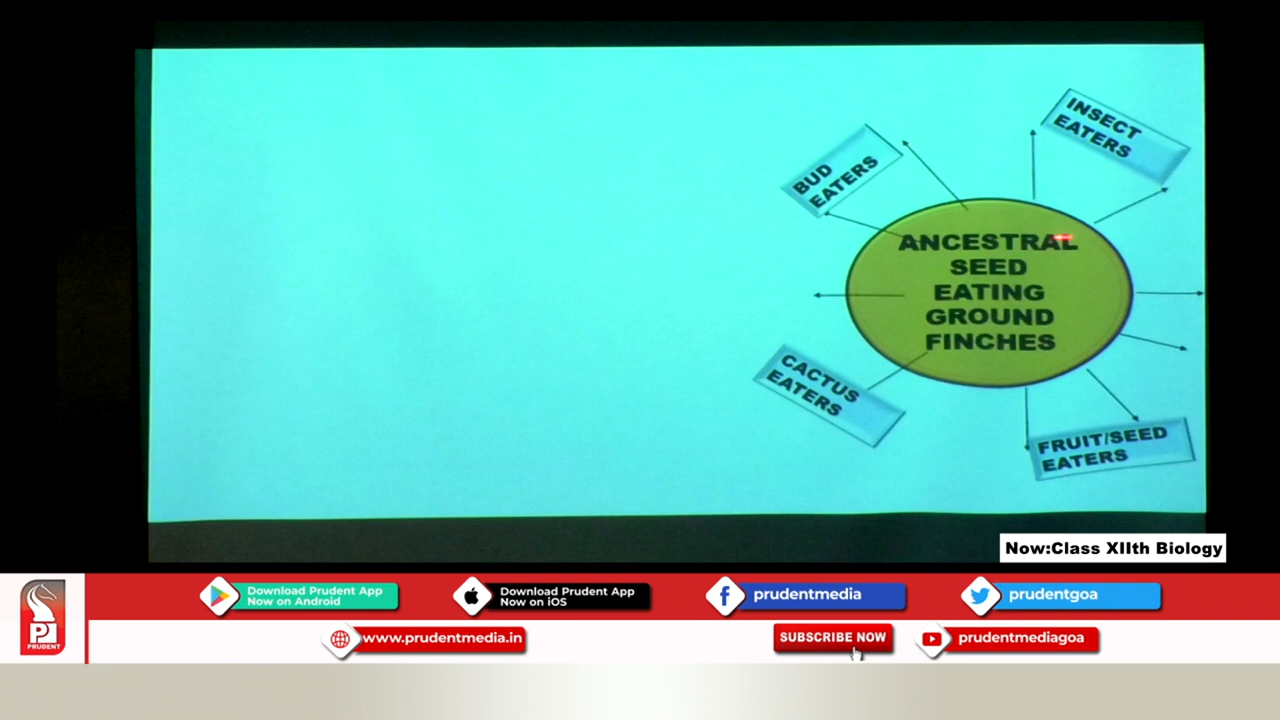 INSECT
EATERS
BUD
EATERS
ANCESTRAL
SEED
EATING
GROUND
FINCHES
CACTUS
EATERS
FRUIT/SEED
EATERS
Now:Class XIIth Biology
Download Prudent App
Now on Android
Download Prudent App
Now on iOS
prudentmedia
prudentgoa
PRUDENT
www.prudentmedia.in
SUBSCRIBE NOW
prudentmediagoa